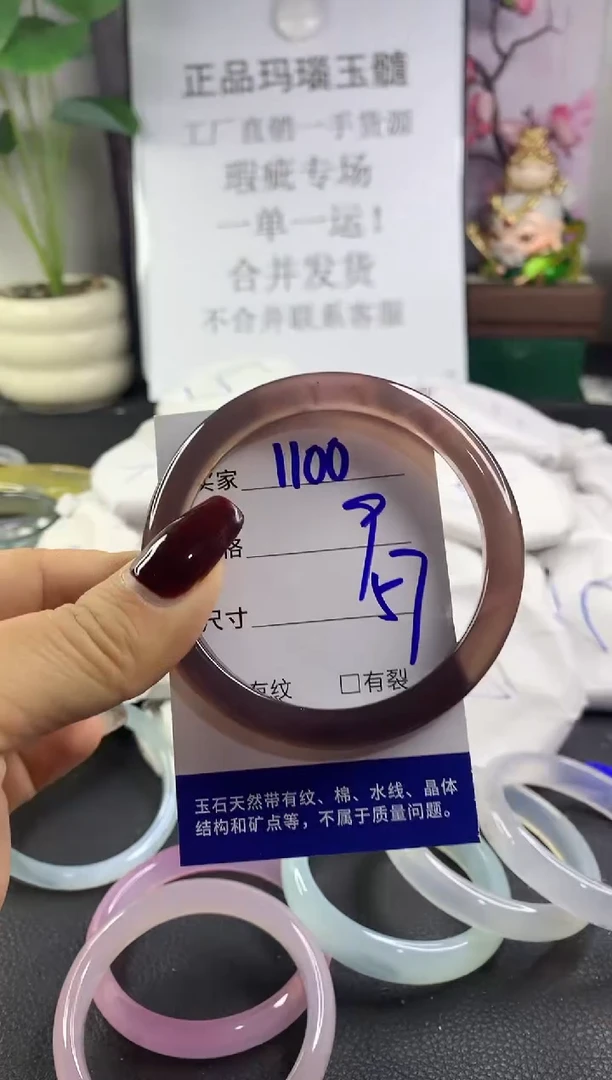 正品玛瑙玉髓
工厂直销一手货源
瑕疵专场
一单一运！
合并发货
不合并联系客服
买家 1100
格
尺寸 57
有纹 □有裂
玉石天然带有纹、棉、水线、晶体
结构和矿点等，不属于质量问题。